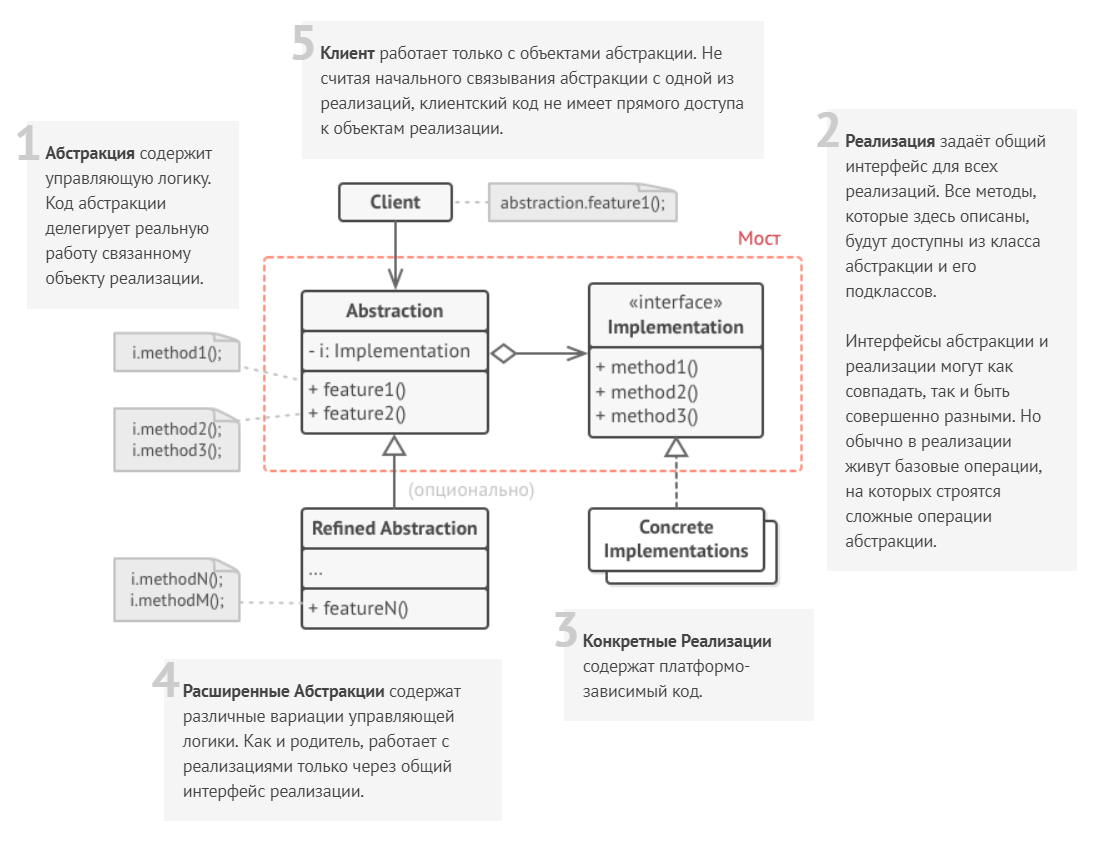 5
Клиент работает только с объектами абстракции. Не
считая начального связывания абстракции с одной из
реализаций, клиентский код не имеет прямого доступа
к объектам реализации.
1
Абстракция содержит
управляющую логику.
Код абстракции
делегирует реальную
работу связанному
объекту реализации.
2
Реализация задаёт общий
интерфейс для всех
реализаций. Все методы,
которые здесь описаны,
будут доступны из класса
абстракции и его
подклассов.
Интерфейсы абстракции и
реализации могут как
совпадать, так и быть
совершенно разными. Но
обычно в реализации
живут базовые операции,
на которых строятся
сложные операции
абстракции.
Client
abstraction.feature1();
Мост
Abstraction
- i: Implementation
+ feature1()
+ feature2()
«interface»
Implementation
+ method1()
+ method2()
+ method3()
i.method1();
i.method2();
i.method3();
(опционально)
Refined Abstraction
...
+ featureN()
Concrete
Implementations
i.methodN();
i.methodM();
3
Конкретные Реализации
содержат платформо-
зависимый код.
4
Расширенные Абстракции содержат
различные вариации управляющей
логики. Как и родитель, работает с
реализациями только через общий
интерфейс реализации.